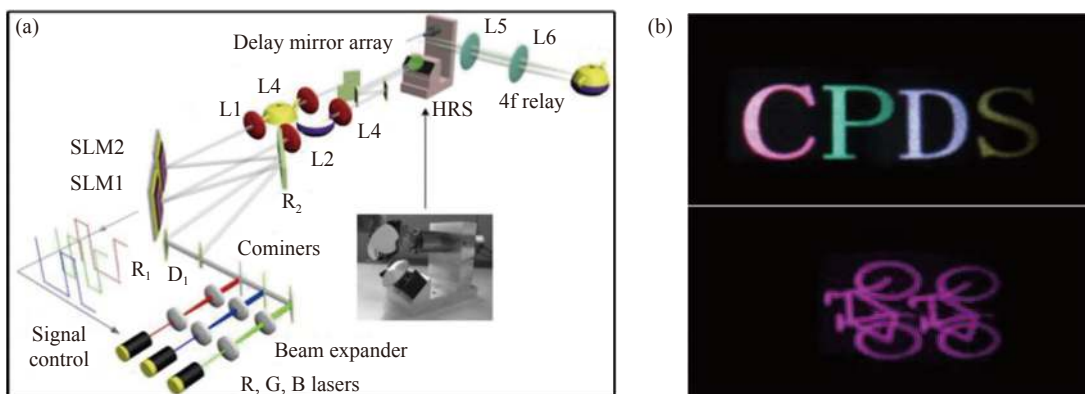 (a)
Delay mirror array
L5
L6
L4
L1
HRS
4f relay
L4
L2
SLM2
SLM1
R2
Cominers
R1
D1
Signal
control
Beam expander
R, G, B lasers
(b)
CPDS